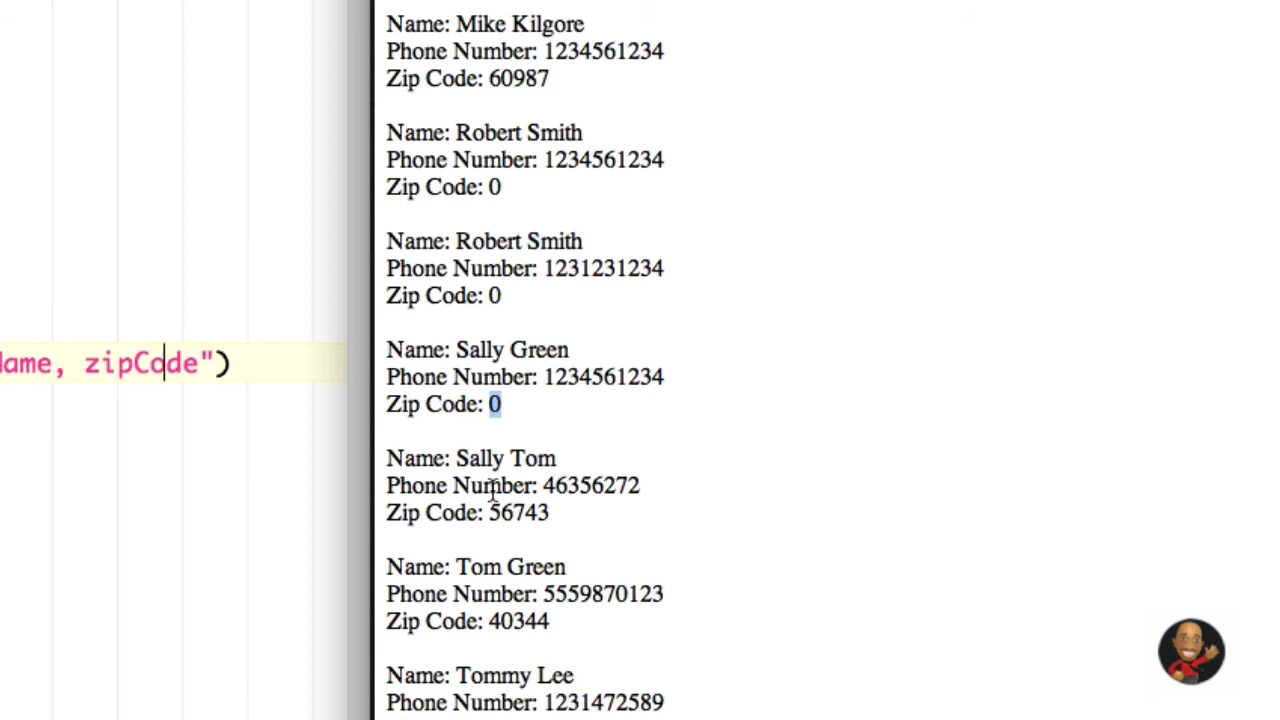 Name: Mike Kilgore
Phone Number: 1234561234
Zip Code: 60987
Name: Robert Smith
Phone Number: 1234561234
Zip Code: 0
Name: Robert Smith
Phone Number: 1231231234
Zip Code: 0
Name: Sally Green
Phone Number: 1234561234
Zip Code: 0
ame, zipCode")
Name: Sally Tom
Phone Number: 46356272
Zip Code: 56743
Name: Tom Green
Phone Number: 5559870123
Zip Code: 40344
Name: Tommy Lee
Phone Number: 1231472589